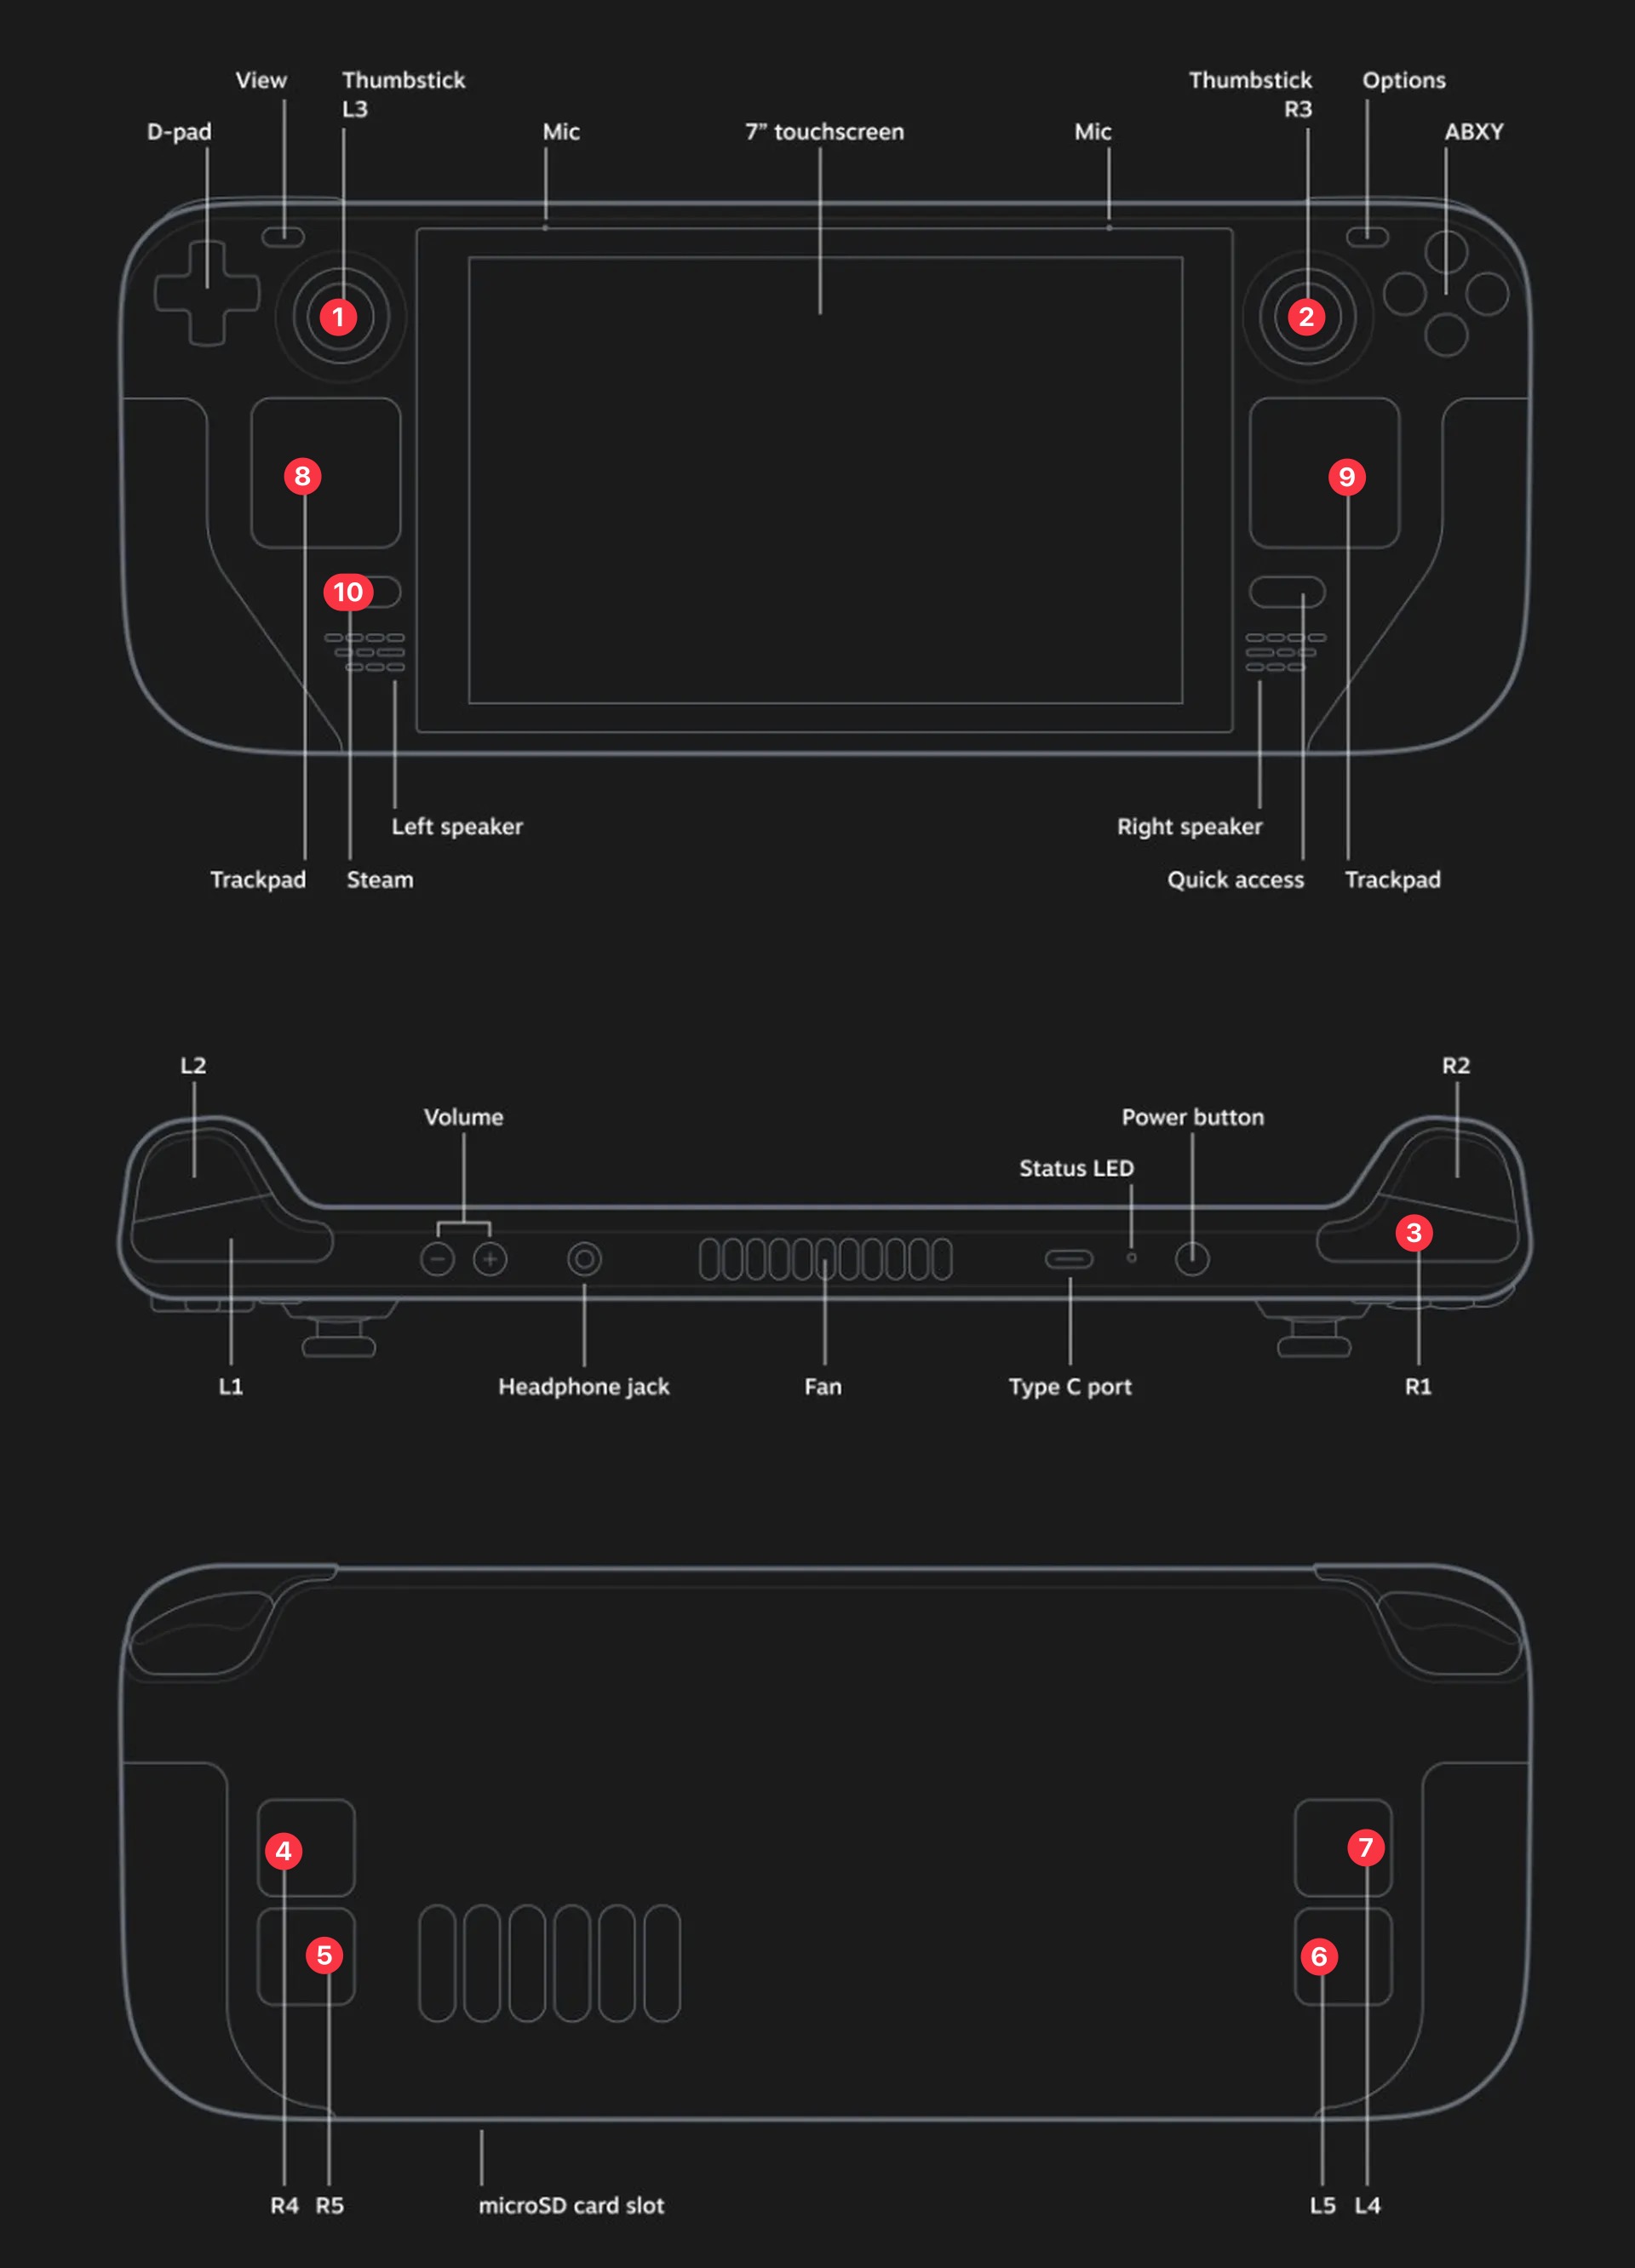 View
Thumbstick
L3
Thumbstick
R3
Options
D-pad
Mic
7” touchscreen
Mic
ABXY
1
2
8
9
10
Left speaker
Right speaker
Trackpad
Steam
Quick access
Trackpad
L2
R2
Volume
Power button
Status LED
3
L1
Headphone jack
Fan
Type C port
R1
4
7
5
6
R4
R5
microSD card slot
L5
L4